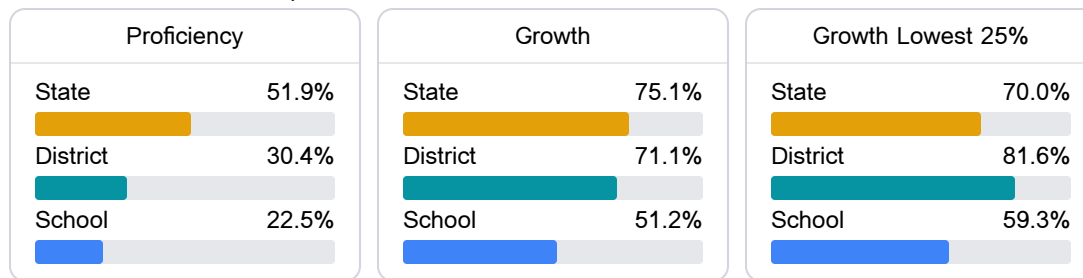 Proficiency
State 51.9%
District 30.4%
School 22.5%
Growth
State 75.1%
District 71.1%
School 51.2%
Growth Lowest 25%
State 70.0%
District 81.6%
School 59.3%